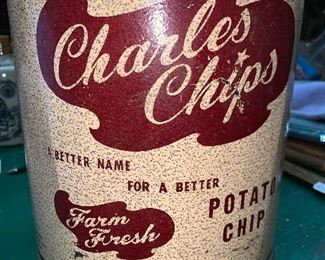 Charles
Chips
A BETTER NAME
FOR A BETTER
POTATO
CHIP
Farm
Fresh